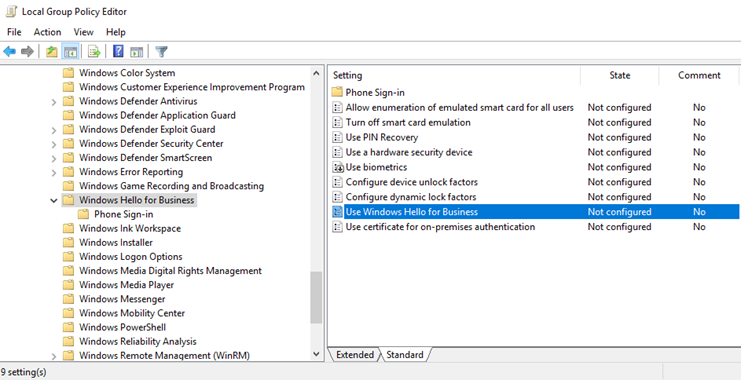 Local Group Policy Editor
File Action View Help
Windows Color System
Windows Customer Experience Improvement Program
Windows Defender Antivirus
Windows Defender Application Guard
Windows Defender Exploit Guard
Windows Defender Security Center
Windows Defender SmartScreen
Windows Error Reporting
Windows Game Recording and Broadcasting
Windows Hello for Business
Phone Sign-in
Windows Ink Workspace
Windows Installer
Windows Logon Options
Windows Media Digital Rights Management
Windows Media Player
Windows Messenger
Windows Mobility Center
Windows PowerShell
Windows Reliability Analysis
Windows Remote Management (WinRM)
Setting State Comment
Phone Sign-in
Allow enumeration of emulated smart card for all users Not configured No
Turn off smart card emulation Not configured No
Use PIN Recovery Not configured No
Use a hardware security device Not configured No
Use biometrics Not configured No
Configure device unlock factors Not configured No
Configure dynamic lock factors Not configured No
Use Windows Hello for Business Not configured No
Use certificate for on-premises authentication Not configured No
Extended Standard
9 setting(s)